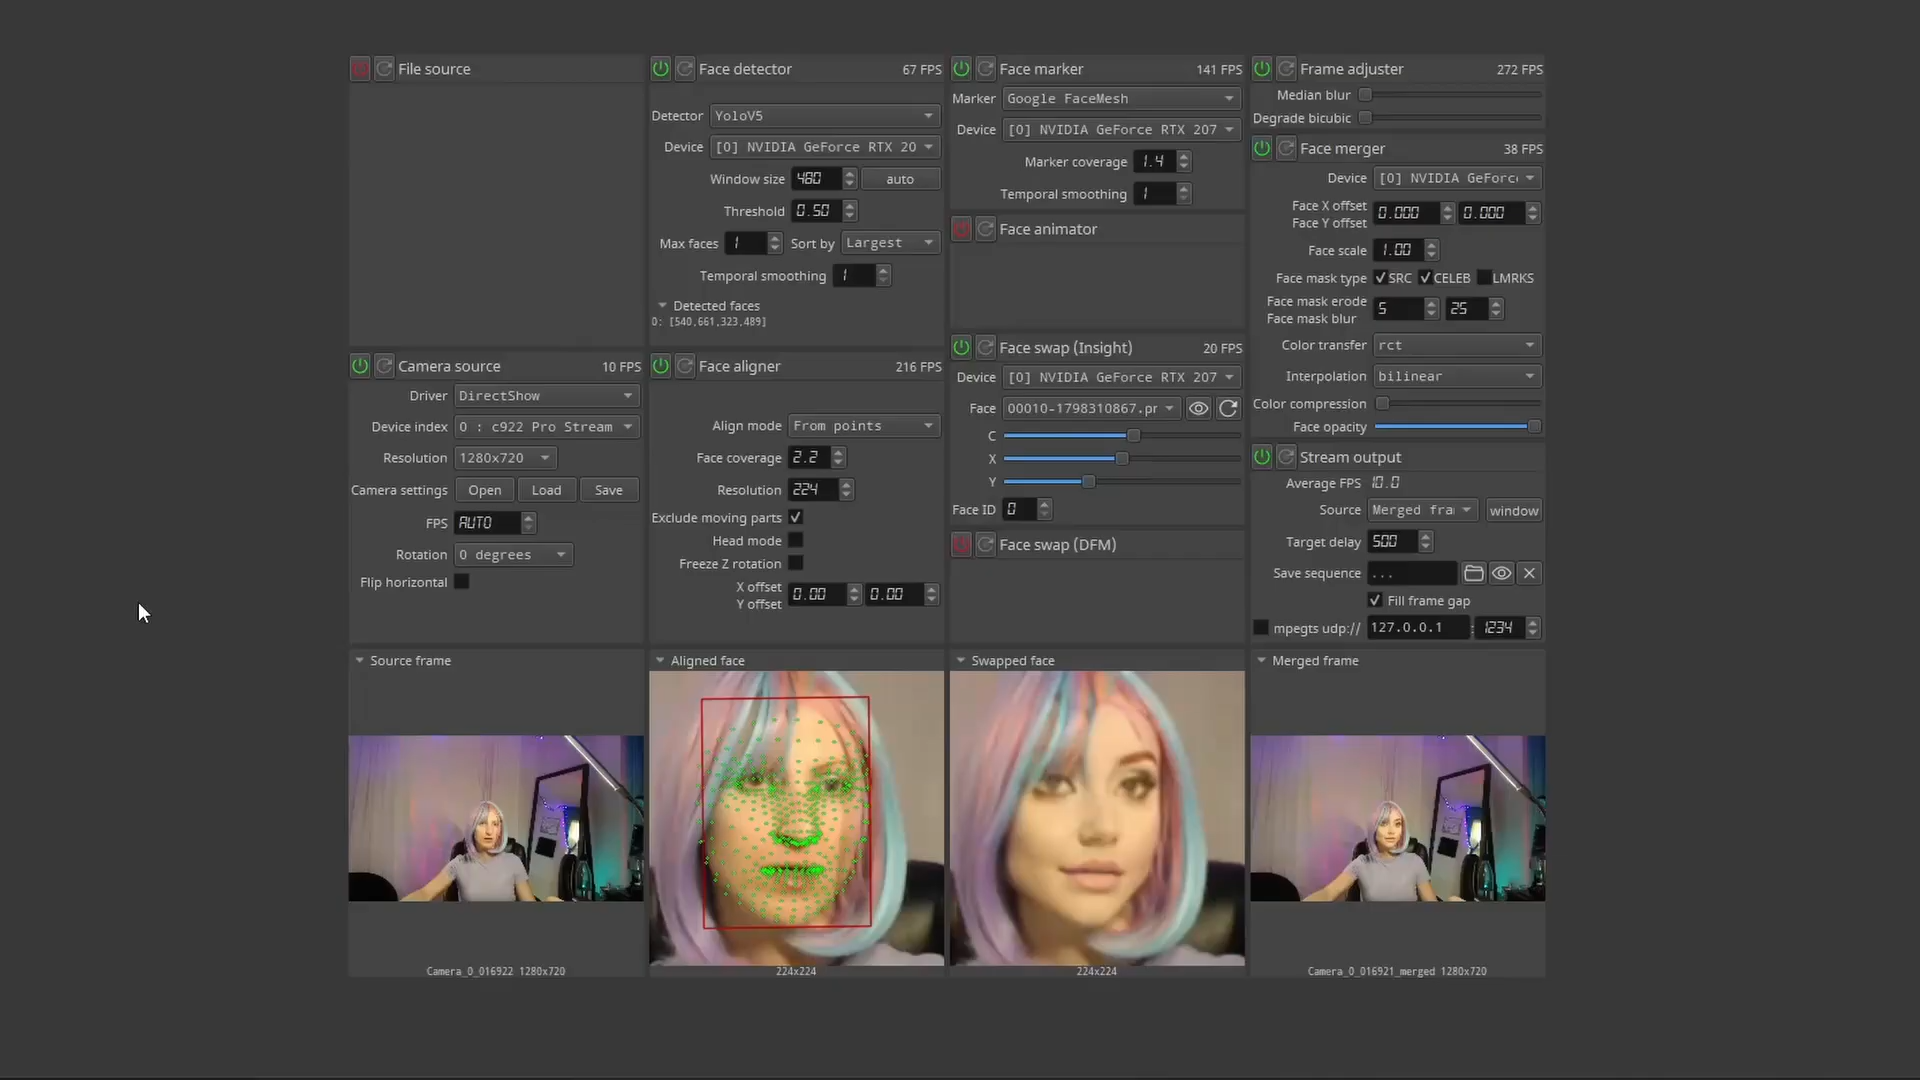 File source
Camera source 10 FPS
Driver DirectShow
Device index 0 : c922 Pro Stream
Resolution 1280x720
Camera settings Open Load Save
FPS AUTO
Rotation 0 degrees
Flip horizontal
Source frame
Camera_0_016922 1280x720
Face detector 67 FPS
Detector YoloV5
Device [0] NVIDIA GeForce RTX 20
Window size 480 auto
Threshold 0.50
Max faces 1 Sort by Largest
Temporal smoothing 1
Detected faces
0: [540,661,323,489]
Face aligner 216 FPS
Align mode From points
Face coverage 2.2
Resolution 224
Exclude moving parts
Head mode
Freeze Z rotation
X offset
Y offset
0.00 0.00
Aligned face
224x224
Face marker 141 FPS
Marker Google FaceMesh
Device [0] NVIDIA GeForce RTX 207
Marker coverage 1.4
Temporal smoothing 1
Face animator
Face swap (Insight) 20 FPS
Device [0] NVIDIA GeForce RTX 207
Face 00010-1798310867.pr
C
X
Y
Face ID 0
Face swap (DFM)
Swapped face
224x224
Frame adjuster 272 FPS
Median blur
Degrade bicubic
Face merger 38 FPS
Device [0] NVIDIA GeForc
Face X offset
Face Y offset
0.000 0.000
Face scale 1.00
Face mask type SRC CELEB LMRKS
Face mask erode
Face mask blur
5 25
Color transfer rct
Interpolation bilinear
Color compression
Face opacity
Stream output
Average FPS 10.0
Source Merged fra window
Target delay 500
Save sequence ...
Fill frame gap
mpegts udp:// 127.0.0.1 : 1234
Merged frame
Camera_0_016921_merged 1280x720